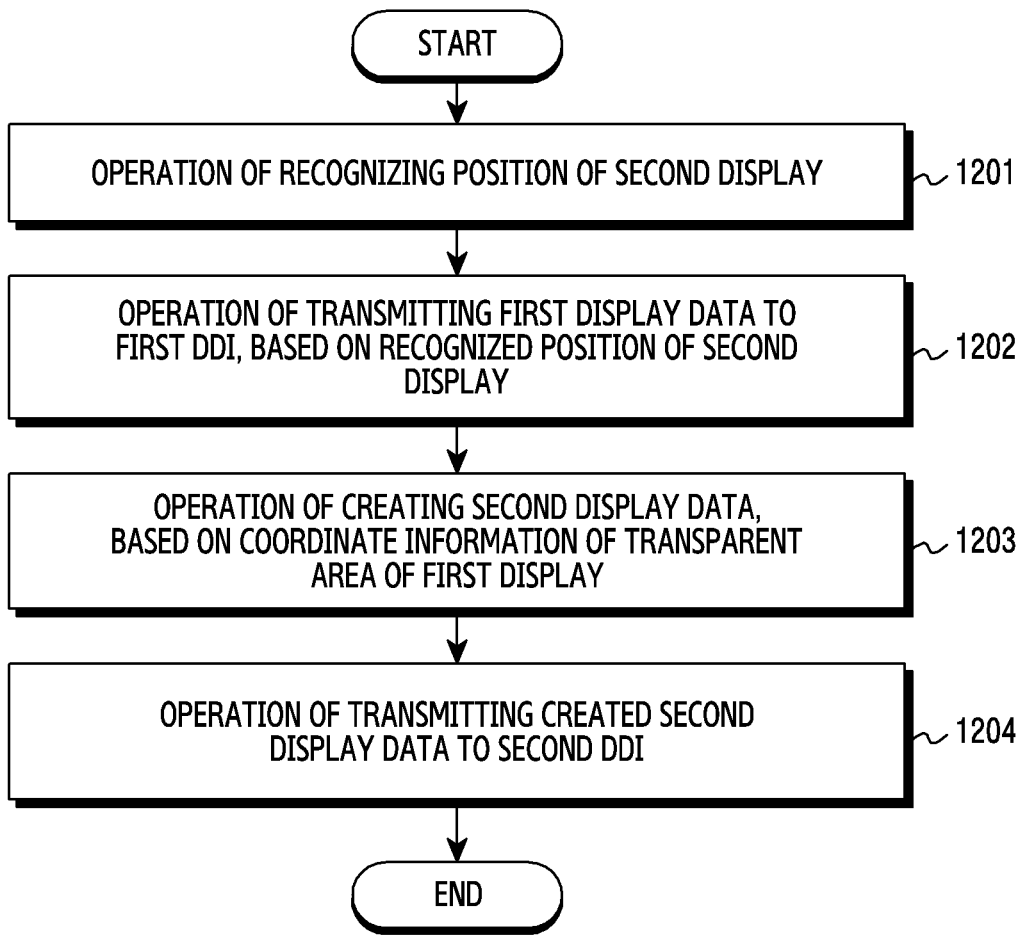 START
OPERATION OF RECOGNIZING POSITION OF SECOND DISPLAY
1201
OPERATION OF TRANSMITTING FIRST DISPLAY DATA TO
FIRST DDI, BASED ON RECOGNIZED POSITION OF SECOND
DISPLAY
1202
OPERATION OF CREATING SECOND DISPLAY DATA,
BASED ON COORDINATE INFORMATION OF TRANSPARENT
AREA OF FIRST DISPLAY
1203
OPERATION OF TRANSMITTING CREATED SECOND
DISPLAY DATA TO SECOND DDI
1204
END